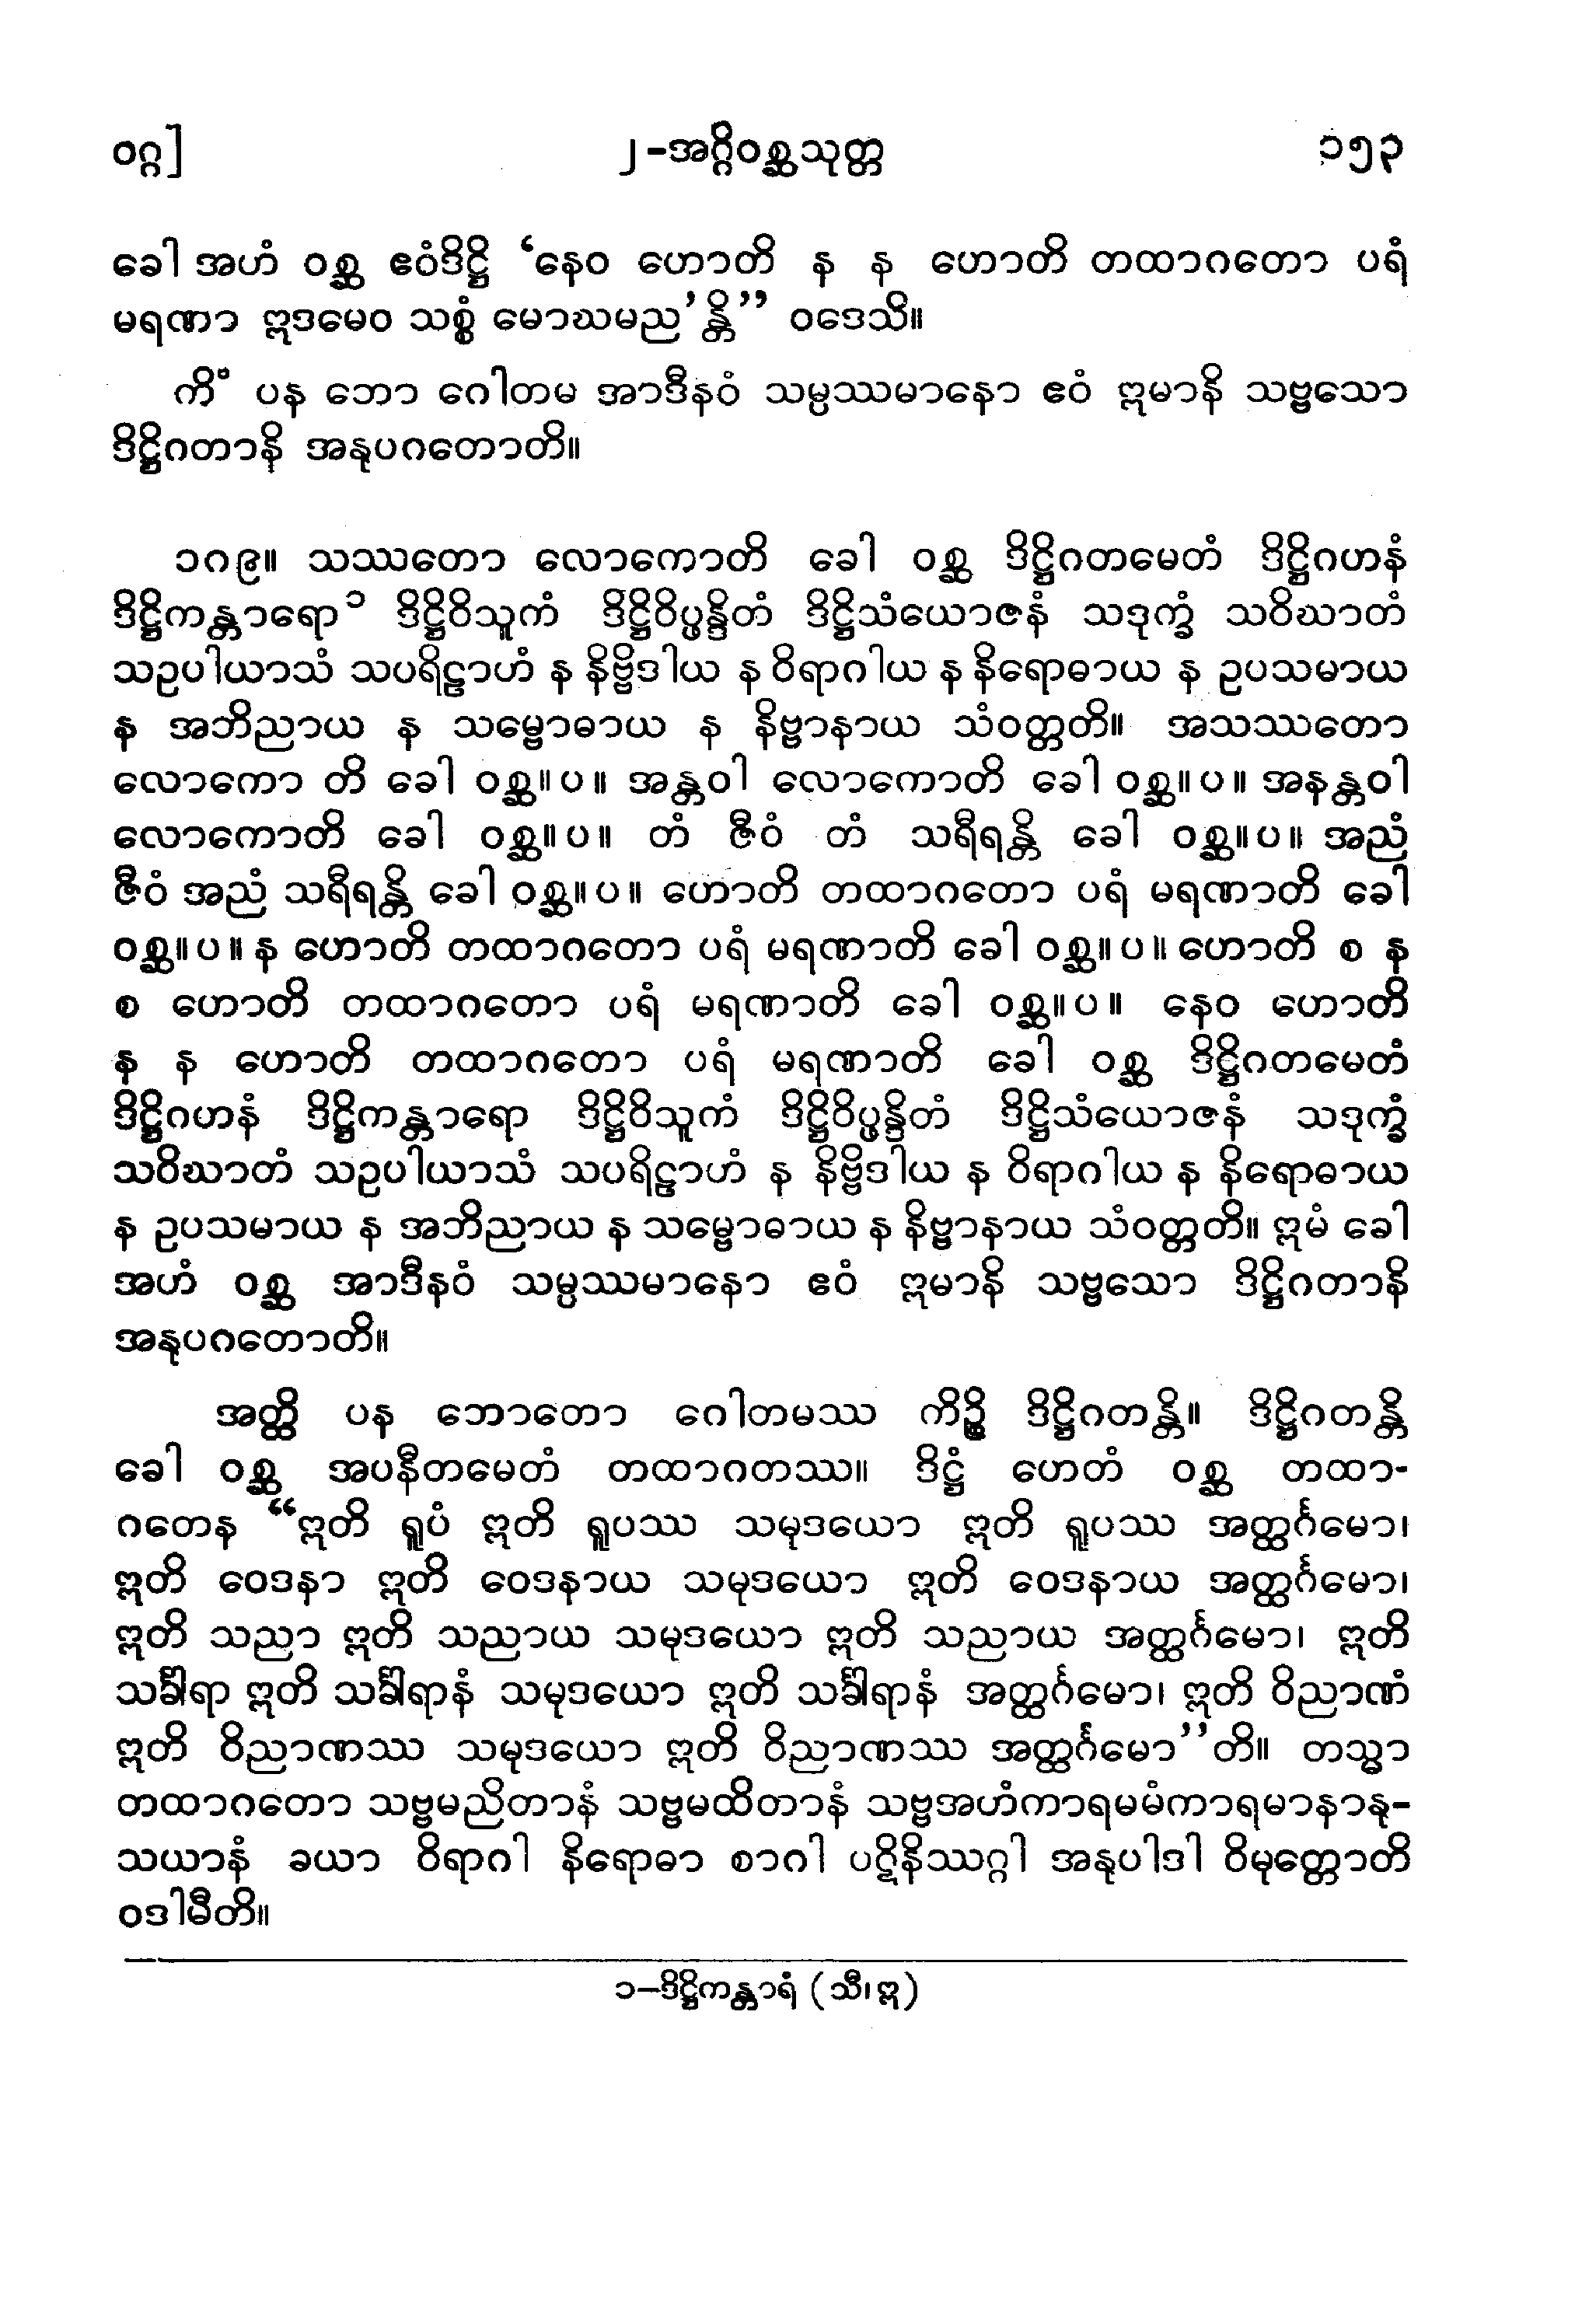 ဝဂ္ဂ]
၂-အဂ္ဂိဝစ္ဆသုတ္တ
၁၅၃
ခေါ အဟံ ဝစ္ဆ ဧဝံဒိဋ္ဌိ ‘နေဝ ဟောတိ န န ဟောတိ တထာဂတော ပရံ
မရဏာ ဣဒမေဝ သစ္စံ မောဃမည’န္တိ” ဝဒေသိ။
ကိံ ပန ဘော ဂေါတမ အာဒီနဝံ သမ္ပဿမာနော ဧဝံ ဣမာနိ သဗ္ဗသော
ဒိဋ္ဌိဂတာနိ အနုပဂတောတိ။
၁၈၉။ သဿတော လောကောတိ ခေါ ဝစ္ဆ ဒိဋ္ဌိဂတမေတံ ဒိဋ္ဌိဂဟနံ
ဒိဋ္ဌိကန္တာရော၁ ဒိဋ္ဌိဝိသူကံ ဒိဋ္ဌိဝိပ္ဖန္ဒိတံ ဒိဋ္ဌိသံယောဇနံ သဒုက္ခံ သဝိဃာတံ
သဥပါယာသံ သပရိဠာဟံ န နိဗ္ဗိဒါယ န ဝိရာဂါယ န နိရောဓာယ န ဥပသမာယ
န အဘိညာယ န သမ္ဗောဓာယ န နိဗ္ဗာနာယ သံဝတ္တတိ။ အသဿတော
လောကော တိ ခေါ ဝစ္ဆ။ပ။ အန္တဝါ လောကောတိ ခေါ ဝစ္ဆ။ပ။ အနန္တဝါ
လောကောတိ ခေါ ဝစ္ဆ။ပ။ တံ ဇီဝံ တံ သရီရန္တိ ခေါ ဝစ္ဆ။ပ။ အညံ
ဇီဝံ အညံ သရီရန္တိ ခေါ ဝစ္ဆ။ပ။ ဟောတိ တထာဂတော ပရံ မရဏာတိ ခေါ
ဝစ္ဆ။ပ။ န ဟောတိ တထာဂတော ပရံ မရဏာတိ ခေါ ဝစ္ဆ။ပ။ ဟောတိ စ န
စ ဟောတိ တထာဂတော ပရံ မရဏာတိ ခေါ ဝစ္ဆ။ပ။ နေဝ ဟောတိ
န န ဟောတိ တထာဂတော ပရံ မရဏာတိ ခေါ ဝစ္ဆ ဒိဋ္ဌိဂတမေတံ
ဒိဋ္ဌိဂဟနံ ဒိဋ္ဌိကန္တာရော ဒိဋ္ဌိဝိသူကံ ဒိဋ္ဌိဝိပ္ဖန္ဒိတံ ဒိဋ္ဌိသံယောဇနံ သဒုက္ခံ
သဝိဃာတံ သဥပါယာသံ သပရိဠာဟံ န နိဗ္ဗိဒါယ န ဝိရာဂါယ န နိရောဓာယ
န ဥပသမာယ န အဘိညာယ န သမ္ဗောဓာယ န နိဗ္ဗာနာယ သံဝတ္တတိ။ ဣမံ ခေါ
အဟံ ဝစ္ဆ အာဒီနဝံ သမ္ပဿမာနော ဧဝံ ဣမာနိ သဗ္ဗသော ဒိဋ္ဌိဂတာနိ
အနုပဂတောတိ။
အတ္ထိ ပန ဘောတော ဂေါတမဿ ကိဉ္စိ ဒိဋ္ဌိဂတန္တိ။ ဒိဋ္ဌိဂတန္တိ
ခေါ ဝစ္ဆ အပနီတမေတံ တထာဂတဿ။ ဒိဋ္ဌံ ဟေတံ ဝစ္ဆ တထာ-
ဂတေန “ဣတိ ရူပံ ဣတိ ရူပဿ သမုဒယော ဣတိ ရူပဿ အတ္ထင်္ဂမော၊
ဣတိ ဝေဒနာ ဣတိ ဝေဒနာယ သမုဒယော ဣတိ ဝေဒနာယ အတ္ထင်္ဂမော၊
ဣတိ သညာ ဣတိ သညာယ သမုဒယော ဣတိ သညာယ အတ္ထင်္ဂမော၊ ဣတိ
သင်္ခါရာ ဣတိ သင်္ခါရာနံ သမုဒယော ဣတိ သင်္ခါရာနံ အတ္ထင်္ဂမော၊ ဣတိ ဝိညာဏံ
ဣတိ ဝိညာဏဿ သမုဒယော ဣတိ ဝိညာဏဿ အတ္ထင်္ဂမော”တိ။ တသ္မာ
တထာဂတော သဗ္ဗမညိတာနံ သဗ္ဗမထိတာနံ သဗ္ဗအဟံကာရမမံကာရမာနာနု-
သယာနံ ခယာ ဝိရာဂါ နိရောဓာ စာဂါ ပဋိနိဿဂ္ဂါ အနုပါဒါ ဝိမုတ္တောတိ
ဝဒါမီတိ။
၁–ဒိဋ္ဌိကန္တာရံ (သီ၊ ဣ)